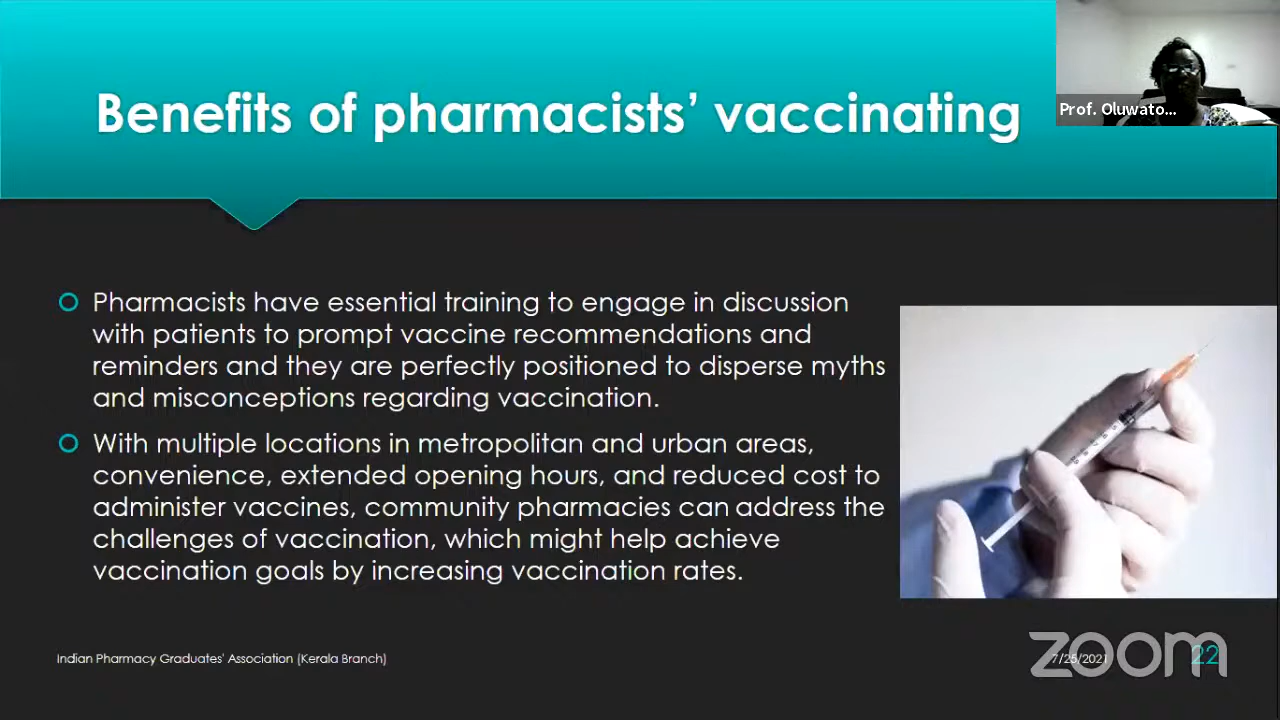 Benefits of pharmacists’ vaccinating
Prof. Oluwato...
Pharmacists have essential training to engage in discussion
with patients to prompt vaccine recommendations and
reminders and they are perfectly positioned to disperse myths
and misconceptions regarding vaccination.
With multiple locations in metropolitan and urban areas,
convenience, extended opening hours, and reduced cost to
administer vaccines, community pharmacies can address the
challenges of vaccination, which might help achieve
vaccination goals by increasing vaccination rates.
Indian Pharmacy Graduates' Association (Kerala Branch)
7/25/2021
22
zoom